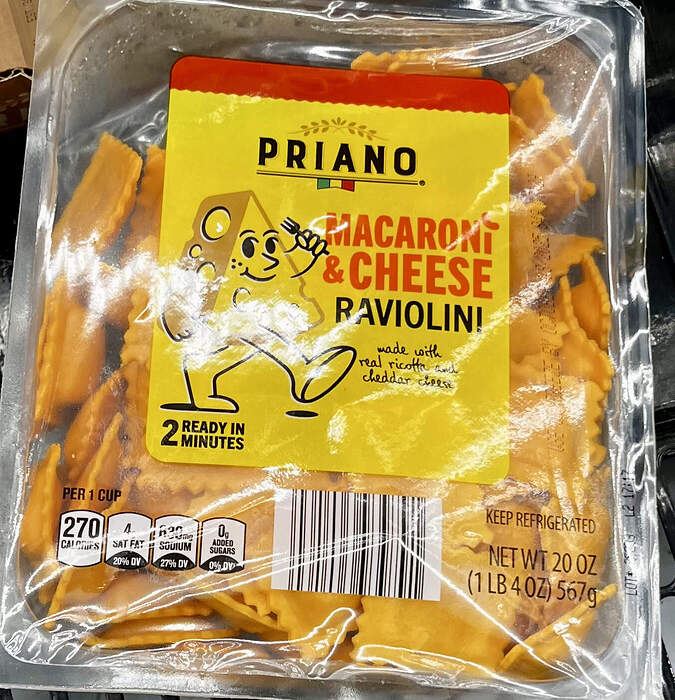 PRIANO
MACARONI
& CHEESE
RAVIOLINI
made with
real ricotta and
cheddar cheese
2 READY IN
MINUTES
PER 1 CUP
270
CALORIES
4
SAT FAT
20% DV
SODIUM
27% DV
0g
ADDED
SUGARS
0% DV
KEEP REFRIGERATED
NET WT 20 OZ
(1 LB 4 OZ) 567g